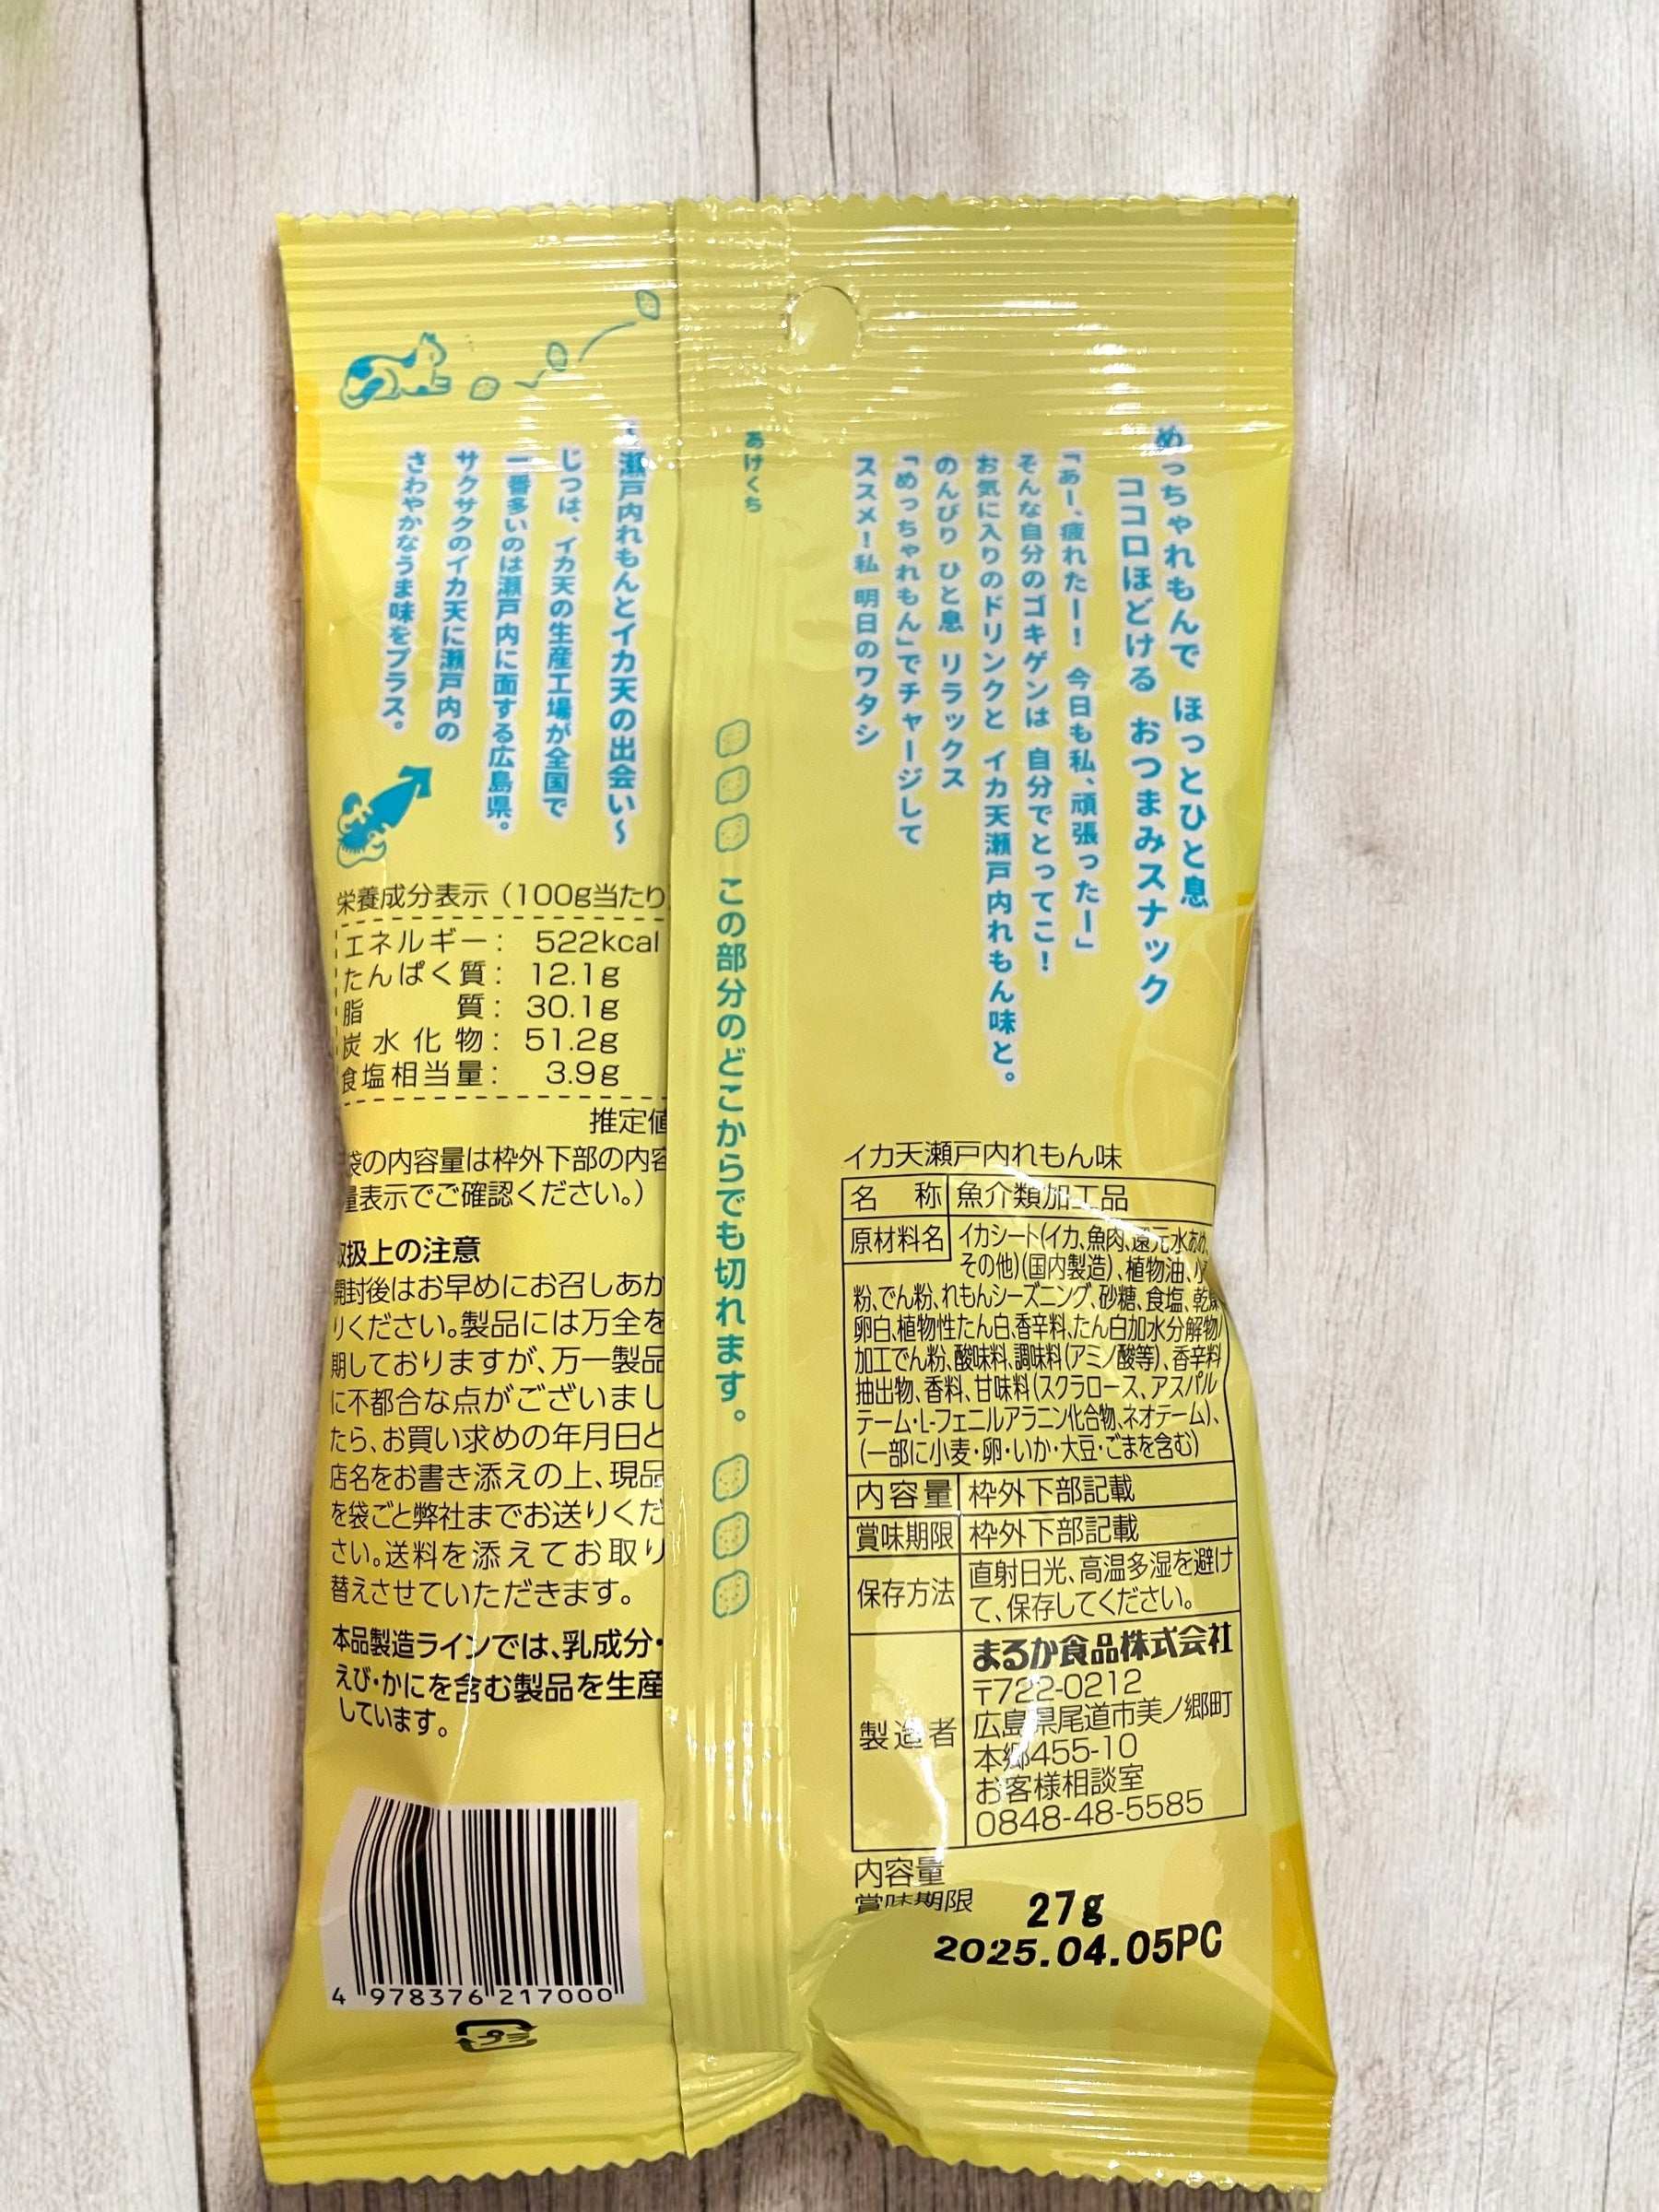 めっちゃれもんで ほっとひと息
ココロほどける おつまみスナック
「あー、疲れたー! 今日も私、頑張ったー」
そんな自分のゴキゲンは 自分でとってこ!
お気に入りのドリンクと イカ天瀬戸内れもん味と。
のんびり ひと息 リラックス
「めっちゃれもん」でチャージして
ススメ!私 明日のワタシ
あけくち
この部分のどこからでも切れます。
瀬戸内れもんとイカ天の出会い～
じつは、イカ天の生産工場が全国で
一番多いのは瀬戸内に面する広島県。
サクサクのイカ天に瀬戸内の
さわやかなうま味をプラス。
栄養成分表示（100g当たり
エネルギー: 522kcal
たんぱく質: 12.1g
脂質: 30.1g
炭水化物: 51.2g
食塩相当量: 3.9g
推定値
袋の内容量は枠外下部の内容
量表示でご確認ください。）
取扱上の注意
開封後はお早めにお召しあが
りください。製品には万全を
期しておりますが、万一製品
に不都合な点がございまし
たら、お買い求めの年月日と
店名をお書き添えの上、現品
を袋ごと弊社までお送りくだ
さい。送料を添えてお取り
替えさせていただきます。
本品製造ラインでは、乳成分・
えび・かにを含む製品を生産
しています。
4 978376 217000
プラ
イカ天瀬戸内れもん味
名称 魚介類加工品
原材料名 イカシート(イカ、魚肉、還元水あめ、
その他)(国内製造)、植物油、小
粉、でん粉、れもんシーズニング、砂糖、食塩、乾燥
卵白、植物性たん白、香辛料、たん白加水分解物/
加工でん粉、酸味料、調味料(アミノ酸等)、香辛料
抽出物、香料、甘味料(スクラロース、アスパル
テーム・L-フェニルアラニン化合物、ネオテーム)、
(一部に小麦・卵・いか・大豆・ごまを含む)
内容量 枠外下部記載
賞味期限 枠外下部記載
保存方法 直射日光、高温多湿を避け
て、保存してください。
製造者 まるか食品株式会社
〒722-0212
広島県尾道市美ノ郷町
本郷455-10
お客様相談室
0848-48-5585
内容量
賞味期限
27g
2025.04.05PC